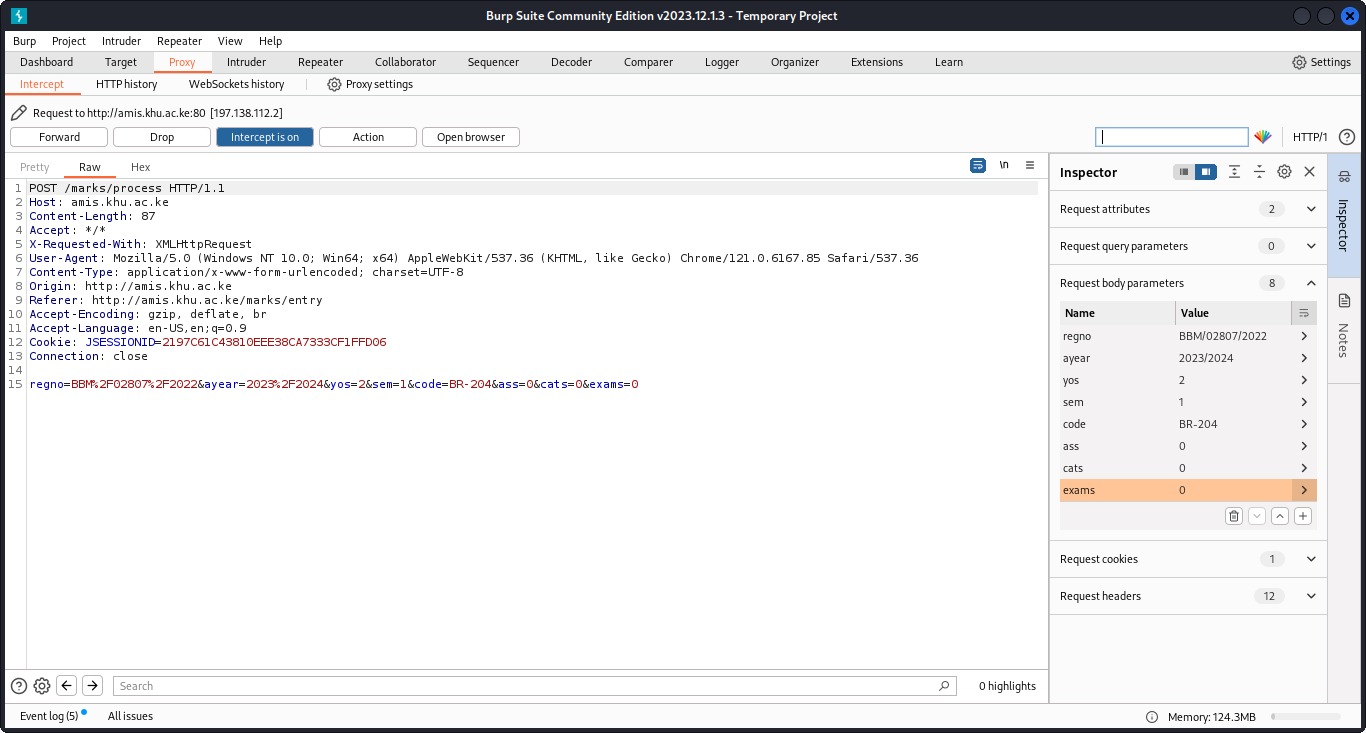 Burp Suite Community Edition v2023.12.1.3 - Temporary Project
Burp Project Intruder Repeater View Help
Dashboard Target Proxy Intruder Repeater Collaborator Sequencer Decoder Comparer Logger Organizer Extensions Learn Settings
Intercept HTTP history WebSockets history Proxy settings
Request to http://amis.khu.ac.ke:80 [197.138.112.2]
Forward Drop Intercept is on Action Open browser HTTP/1
Pretty Raw Hex \n
1 POST /marks/process HTTP/1.1
2 Host: amis.khu.ac.ke
3 Content-Length: 87
4 Accept: */*
5 X-Requested-With: XMLHttpRequest
6 User-Agent: Mozilla/5.0 (Windows NT 10.0; Win64; x64) AppleWebKit/537.36 (KHTML, like Gecko) Chrome/121.0.6167.85 Safari/537.36
7 Content-Type: application/x-www-form-urlencoded; charset=UTF-8
8 Origin: http://amis.khu.ac.ke
9 Referer: http://amis.khu.ac.ke/marks/entry
10 Accept-Encoding: gzip, deflate, br
11 Accept-Language: en-US,en;q=0.9
12 Cookie: JSESSIONID=2197C61C43810EEE38CA7333CF1FFD06
13 Connection: close
14
15 regno=BBM%2F02807%2F2022&ayear=2023%2F2024&yos=2&sem=1&code=BR-204&ass=0&cats=0&exams=0
Inspector
Request attributes 2
Request query parameters 0
Request body parameters 8
Name Value
regno BBM/02807/2022
ayear 2023/2024
yos 2
sem 1
code BR-204
ass 0
cats 0
exams 0
Request cookies 1
Request headers 12
Inspector
Notes
Search 0 highlights
Event log (5) All issues Memory: 124.3MB